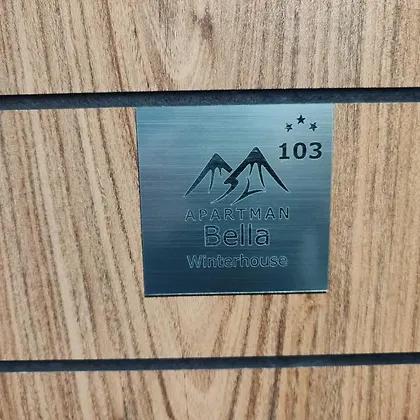 103
APARTMAN
Bella
Winterhouse